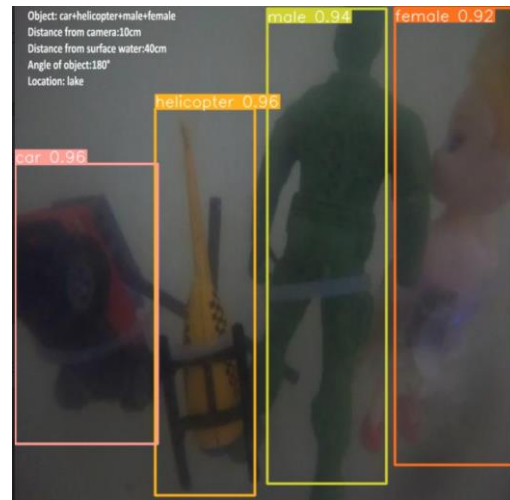 Object: car+helicopter+male+female
Distance from camera:10cm
Distance from surface water:40cm
Angle of object:180°
Location: lake
male 0.94
female 0.92
helicopter 0.96
car 0.96